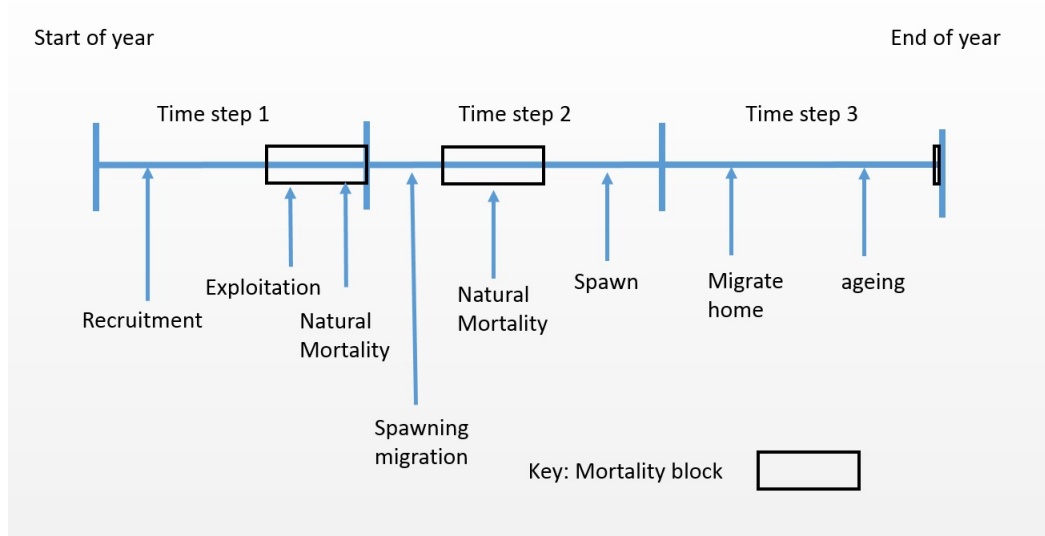 Start of year
End of year
Time step 1
Time step 2
Time step 3
Recruitment
Exploitation
Natural
Mortality
Spawning
migration
Natural
Mortality
Spawn
Migrate
home
ageing
Key: Mortality block